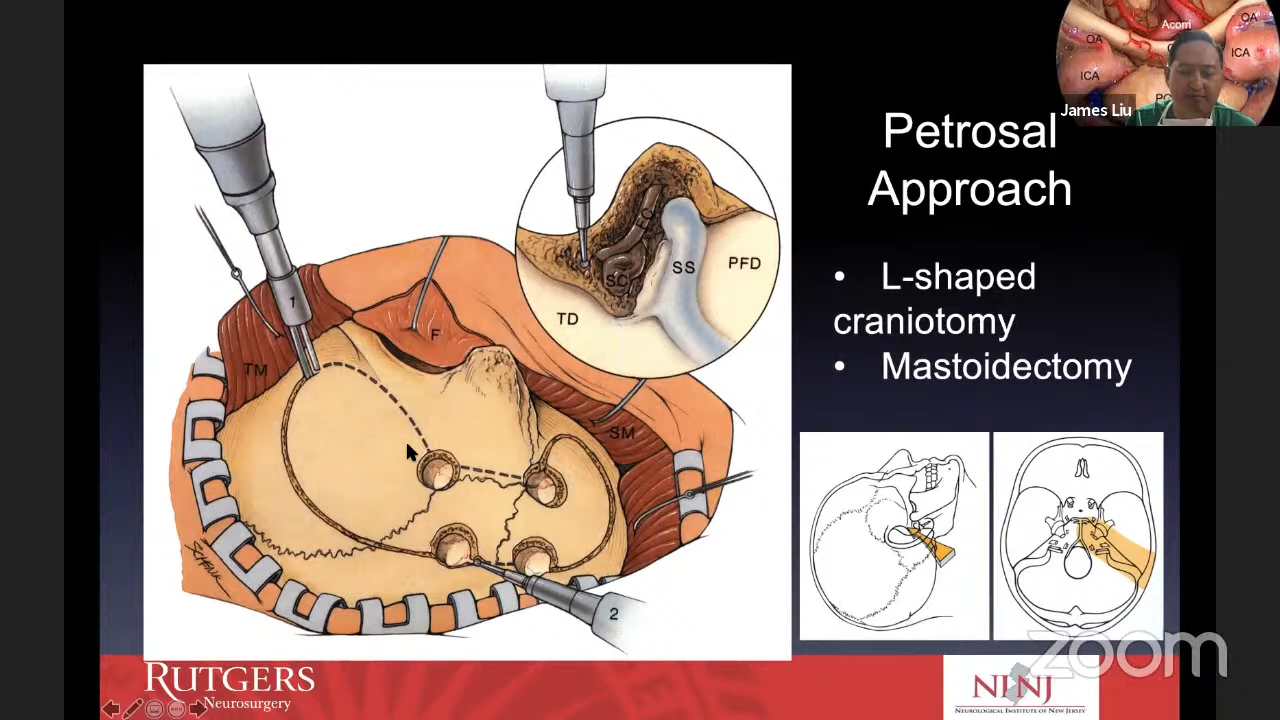 Petrosal
Approach
• L-shaped
craniotomy
• Mastoidectomy
1
TM
F
SM
2
SC
SS
PFD
TD
Acom
OA
OA
ICA
ICA
James Liu
RUTGERS
Neurosurgery
NINJ
NEUROLOGICAL INSTITUTE OF NEW JERSEY
zoom